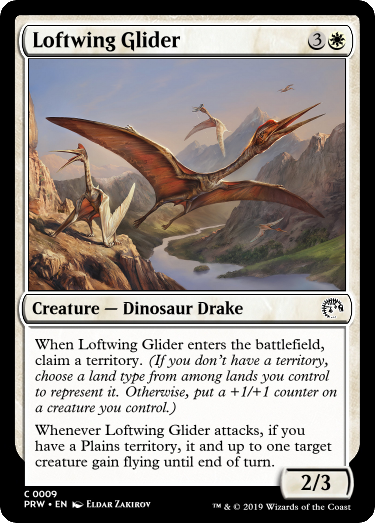 Loftwing Glider 3
Creature — Dinosaur Drake
When Loftwing Glider enters the battlefield,
claim a territory. (If you don't have a territory,
choose a land type from among lands you control
to represent it. Otherwise, put a +1/+1 counter on
a creature you control.)
Whenever Loftwing Glider attacks, if you
have a Plains territory, it and up to one target
creature gain flying until end of turn.
2/3
C 0009
PRW • EN Eldar Zakirov
™ & © 2019 Wizards of the Coast